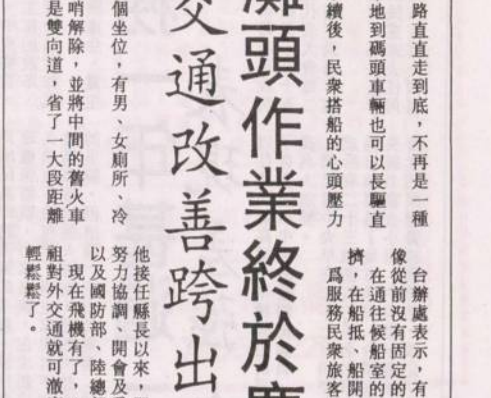 路直直走到底，不再是一種
地到碼頭車輛也可以長驅直
續後，民衆搭船的心頭壓力
台辦處表示，有
像從前沒有固定的
在通往候船室的
擠，在船抵、船開
爲服務民衆旅客
灘頭作業終於
交通改善跨出
個坐位，有男、女廁所、冷
哨解除，並將中間的舊火車
是雙向道，省了一大段距離
他接任縣長以來，
努力協調、開會及
以及國防部、陸總
現在飛機有了，
祖對外交通就可
輕鬆鬆了。